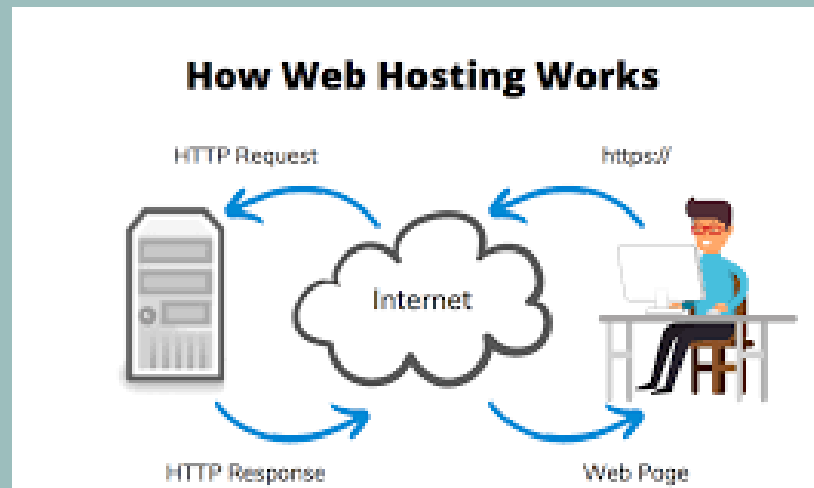 How Web Hosting Works
HTTP Request
https://
Internet
HTTP Response
Web Page